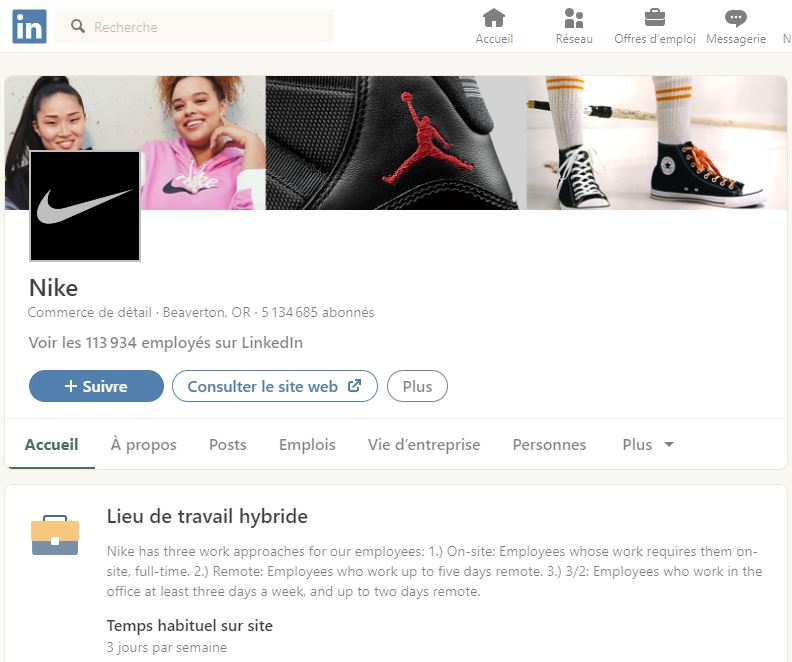 in
Recherche
Accueil
Réseau
Offres d'emploi
Messagerie
N
Nike
Commerce de détail · Beaverton, OR · 5 134 685 abonnés
Voir les 113 934 employés sur LinkedIn
+ Suivre
Consulter le site web
Plus
Accueil
À propos
Posts
Emplois
Vie d'entreprise
Personnes
Plus
Lieu de travail hybride
Nike has three work approaches for our employees: 1.) On-site: Employees whose work requires them on-
site, full-time. 2.) Remote: Employees who work up to five days remote. 3.) 3/2: Employees who work in the
office at least three days a week, and up to two days remote.
Temps habituel sur site
3 jours par semaine